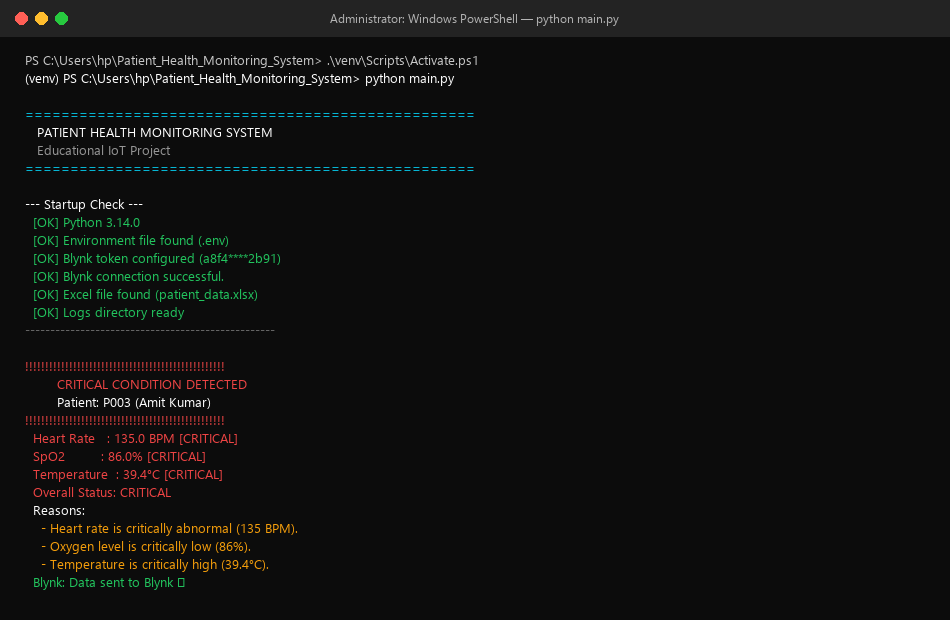 Administrator: Windows PowerShell — python main.py
PS C:\Users\hp\Patient_Health_Monitoring_System> .\venv\Scripts\Activate.ps1
(venv) PS C:\Users\hp\Patient_Health_Monitoring_System> python main.py
==================================================
PATIENT HEALTH MONITORING SYSTEM
Educational IoT Project
==================================================
--- Startup Check ---
[OK] Python 3.14.0
[OK] Environment file found (.env)
[OK] Blynk token configured (a8f4****2b91)
[OK] Blynk connection successful.
[OK] Excel file found (patient_data.xlsx)
[OK] Logs directory ready
--------------------------------------------------
!!!!!!!!!!!!!!!!!!!!!!!!!!!!!!!!!!!!!!!!!!!!!!!!!!
CRITICAL CONDITION DETECTED
Patient: P003 (Amit Kumar)
!!!!!!!!!!!!!!!!!!!!!!!!!!!!!!!!!!!!!!!!!!!!!!!!!!
Heart Rate : 135.0 BPM [CRITICAL]
SpO2 : 86.0% [CRITICAL]
Temperature : 39.4°C [CRITICAL]
Overall Status: CRITICAL
Reasons:
- Heart rate is critically abnormal (135 BPM).
- Oxygen level is critically low (86%).
- Temperature is critically high (39.4°C).
Blynk: Data sent to Blynk ▯